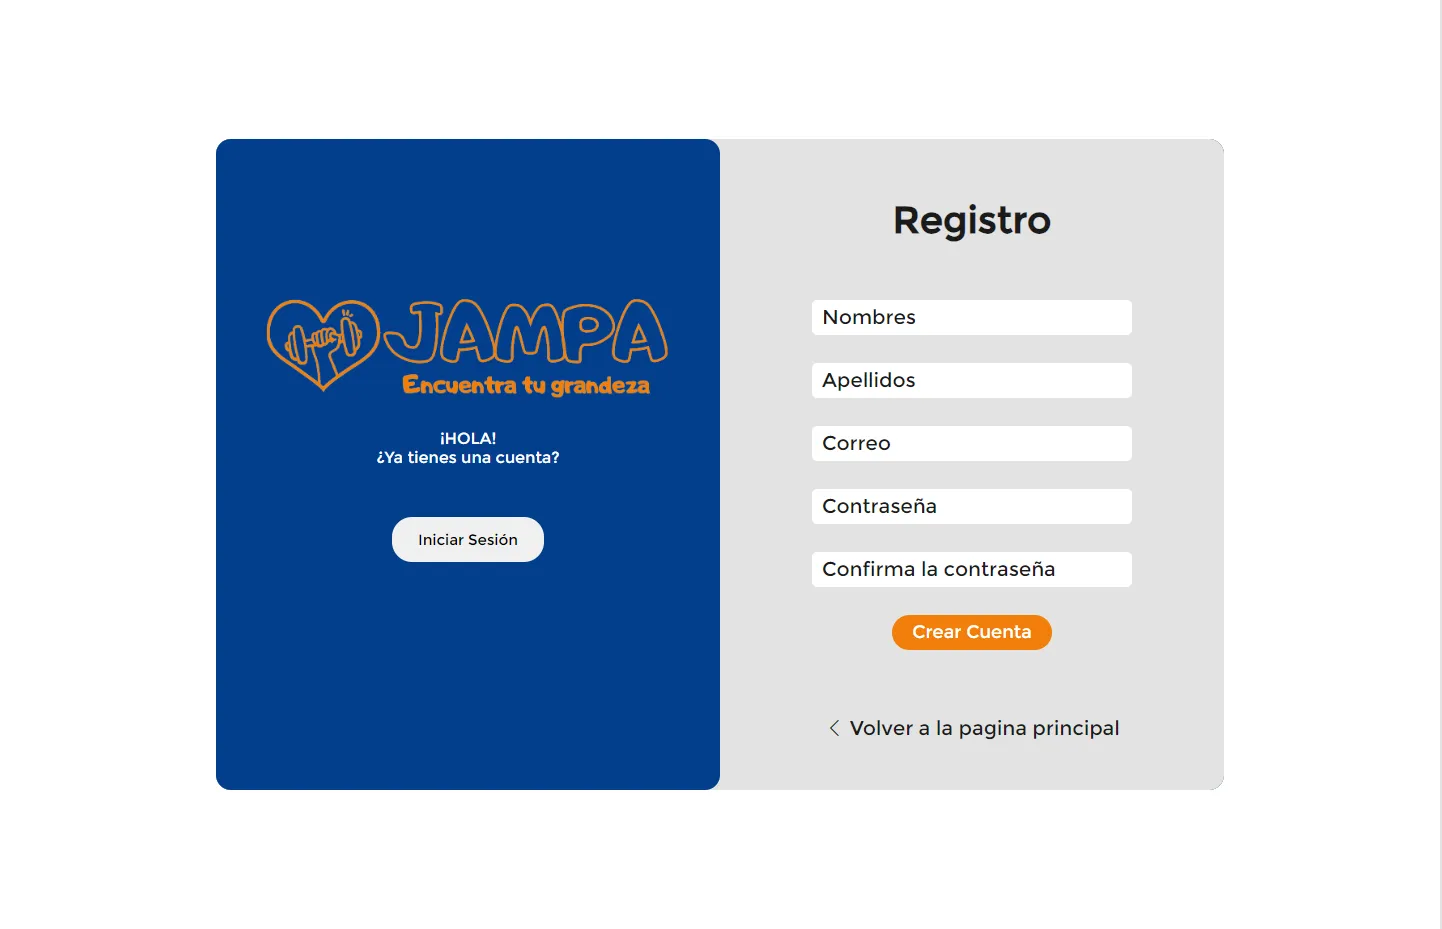 JAMPA
Encuentra tu grandeza
¡HOLA!
¿Ya tienes una cuenta?
Iniciar Sesión
Registro
Nombres
Apellidos
Correo
Contraseña
Confirma la contraseña
Crear Cuenta
Volver a la pagina principal